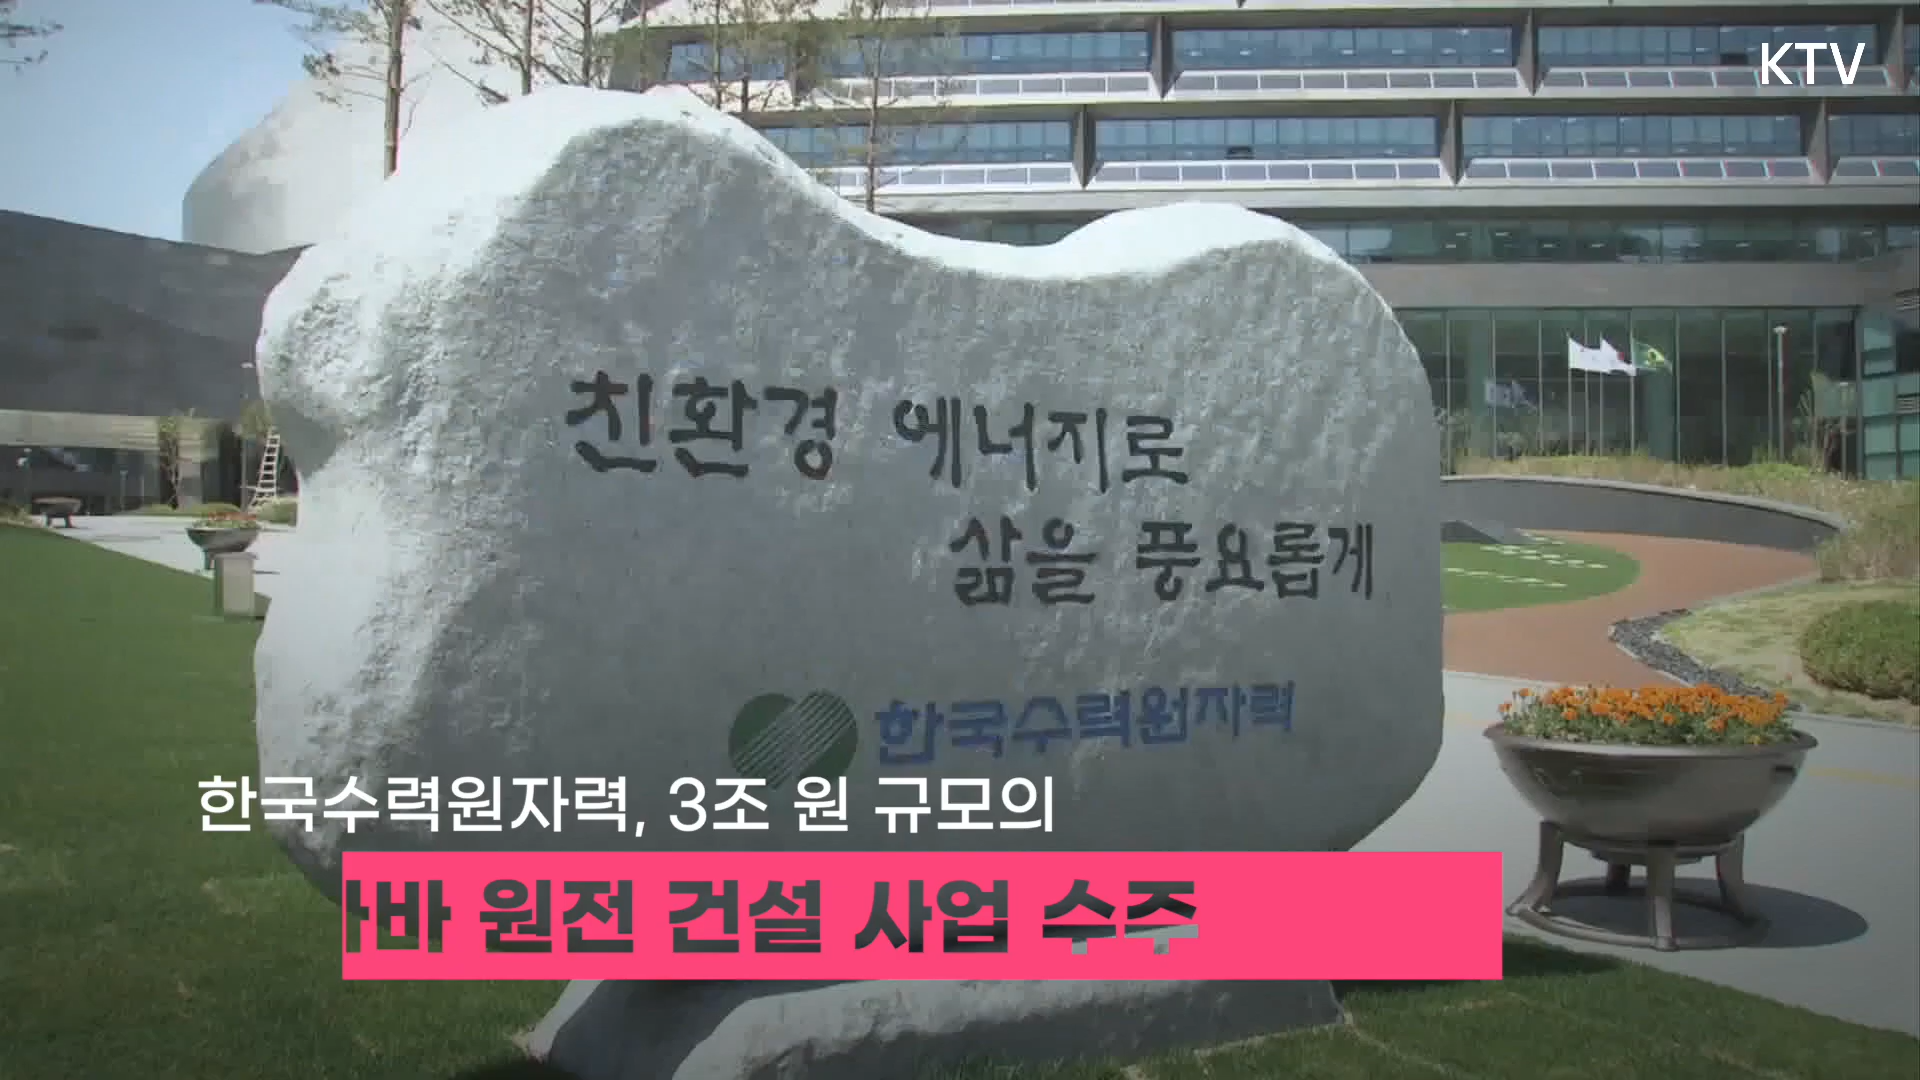 KTV
친환경 에너지로
삶을 풍요롭게
한국수력원자력
한국수력원자력, 3조 원 규모의
바 원전 건설 사업 수주